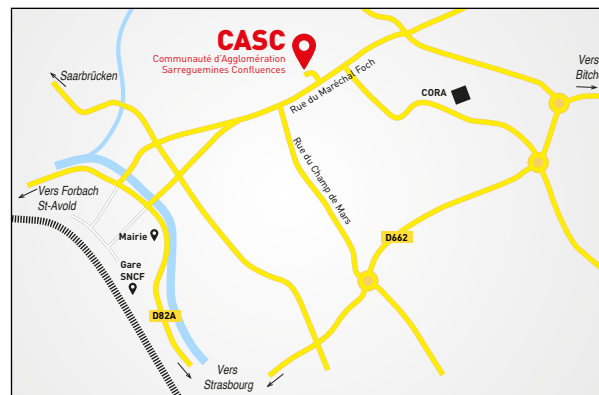 CASC
Communauté d'Agglomération
Sarreguemines Confluences
Vers
Bitche
Saarbrücken
Rue du Maréchal Foch
CORA
Rue du Champ de Mars
Vers Forbach
St-Avold
Mairie
D662
Gare
SNCF
D82A
Vers
Strasbourg